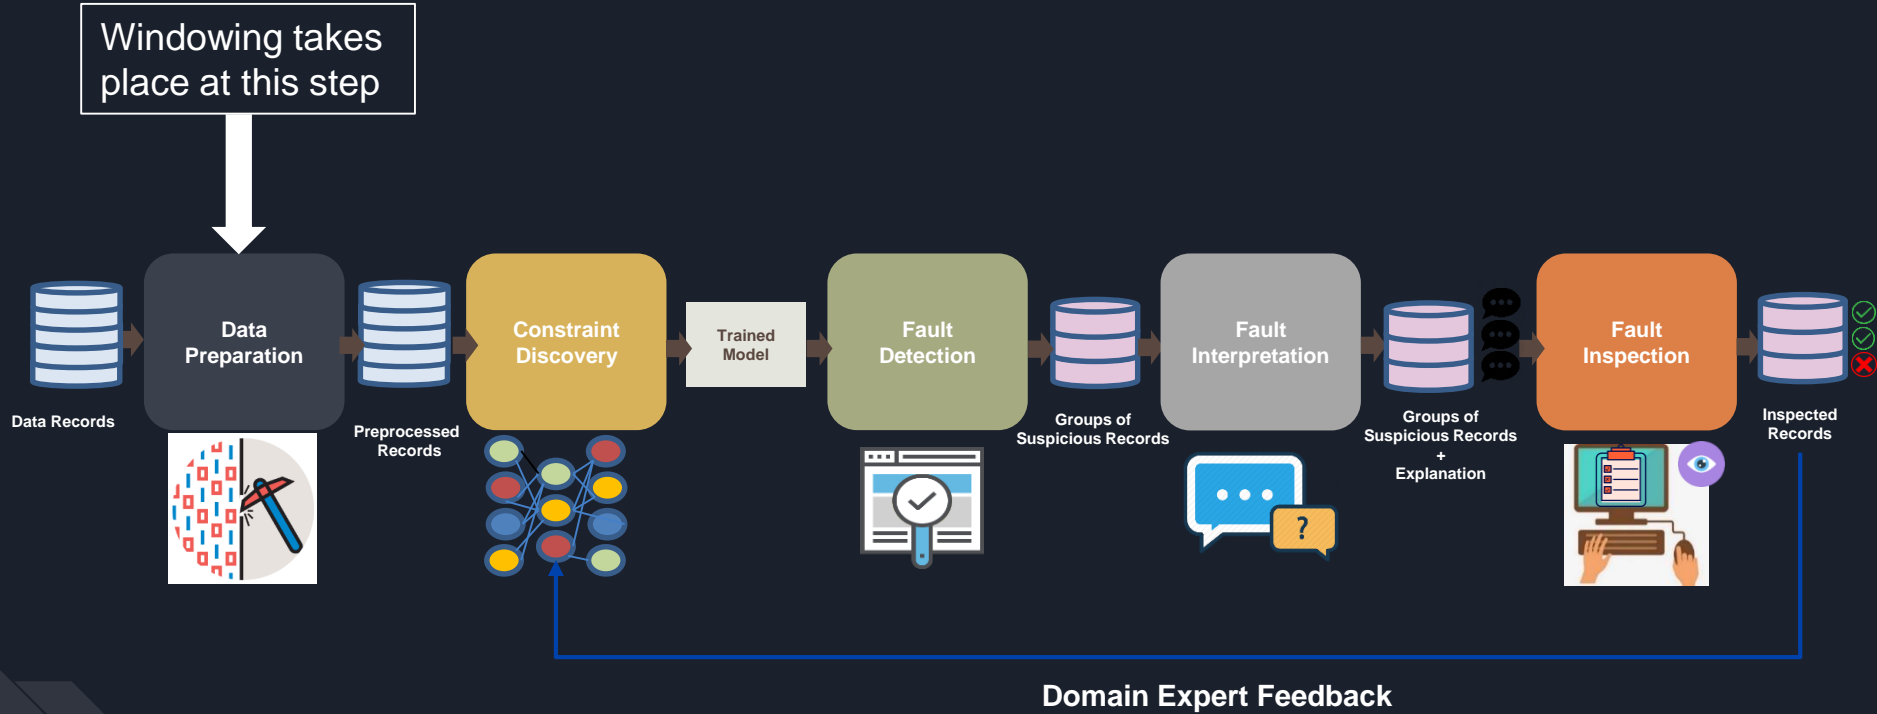 Windowing takes
place at this step
Data Records
Data
Preparation
Preprocessed
Records
Constraint
Discovery
Trained
Model
Fault
Detection
Groups of
Suspicious Records
Fault
Interpretation
Groups of
Suspicious Records
+
Explanation
Fault
Inspection
Inspected
Records
?
Domain Expert Feedback